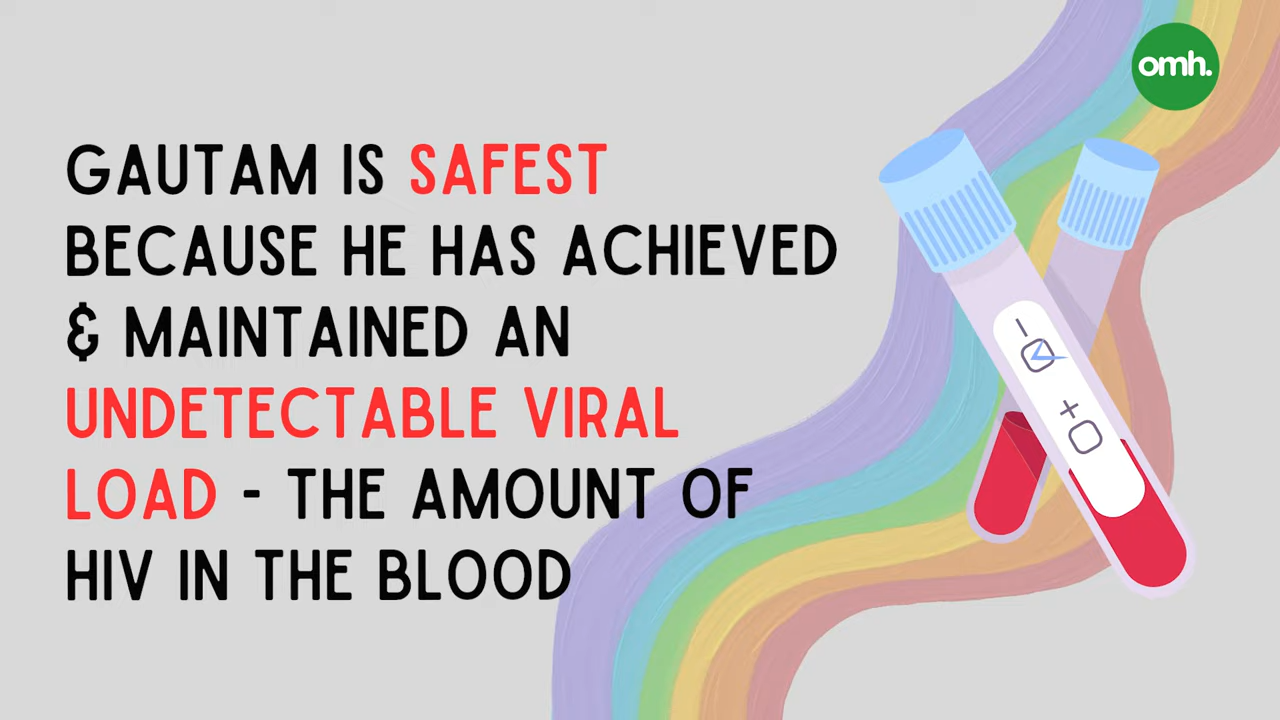 omh.
GAUTAM IS SAFEST
BECAUSE HE HAS ACHIEVED
& MAINTAINED AN
UNDETECTABLE VIRAL
LOAD - THE AMOUNT OF
HIV IN THE BLOOD
-
+